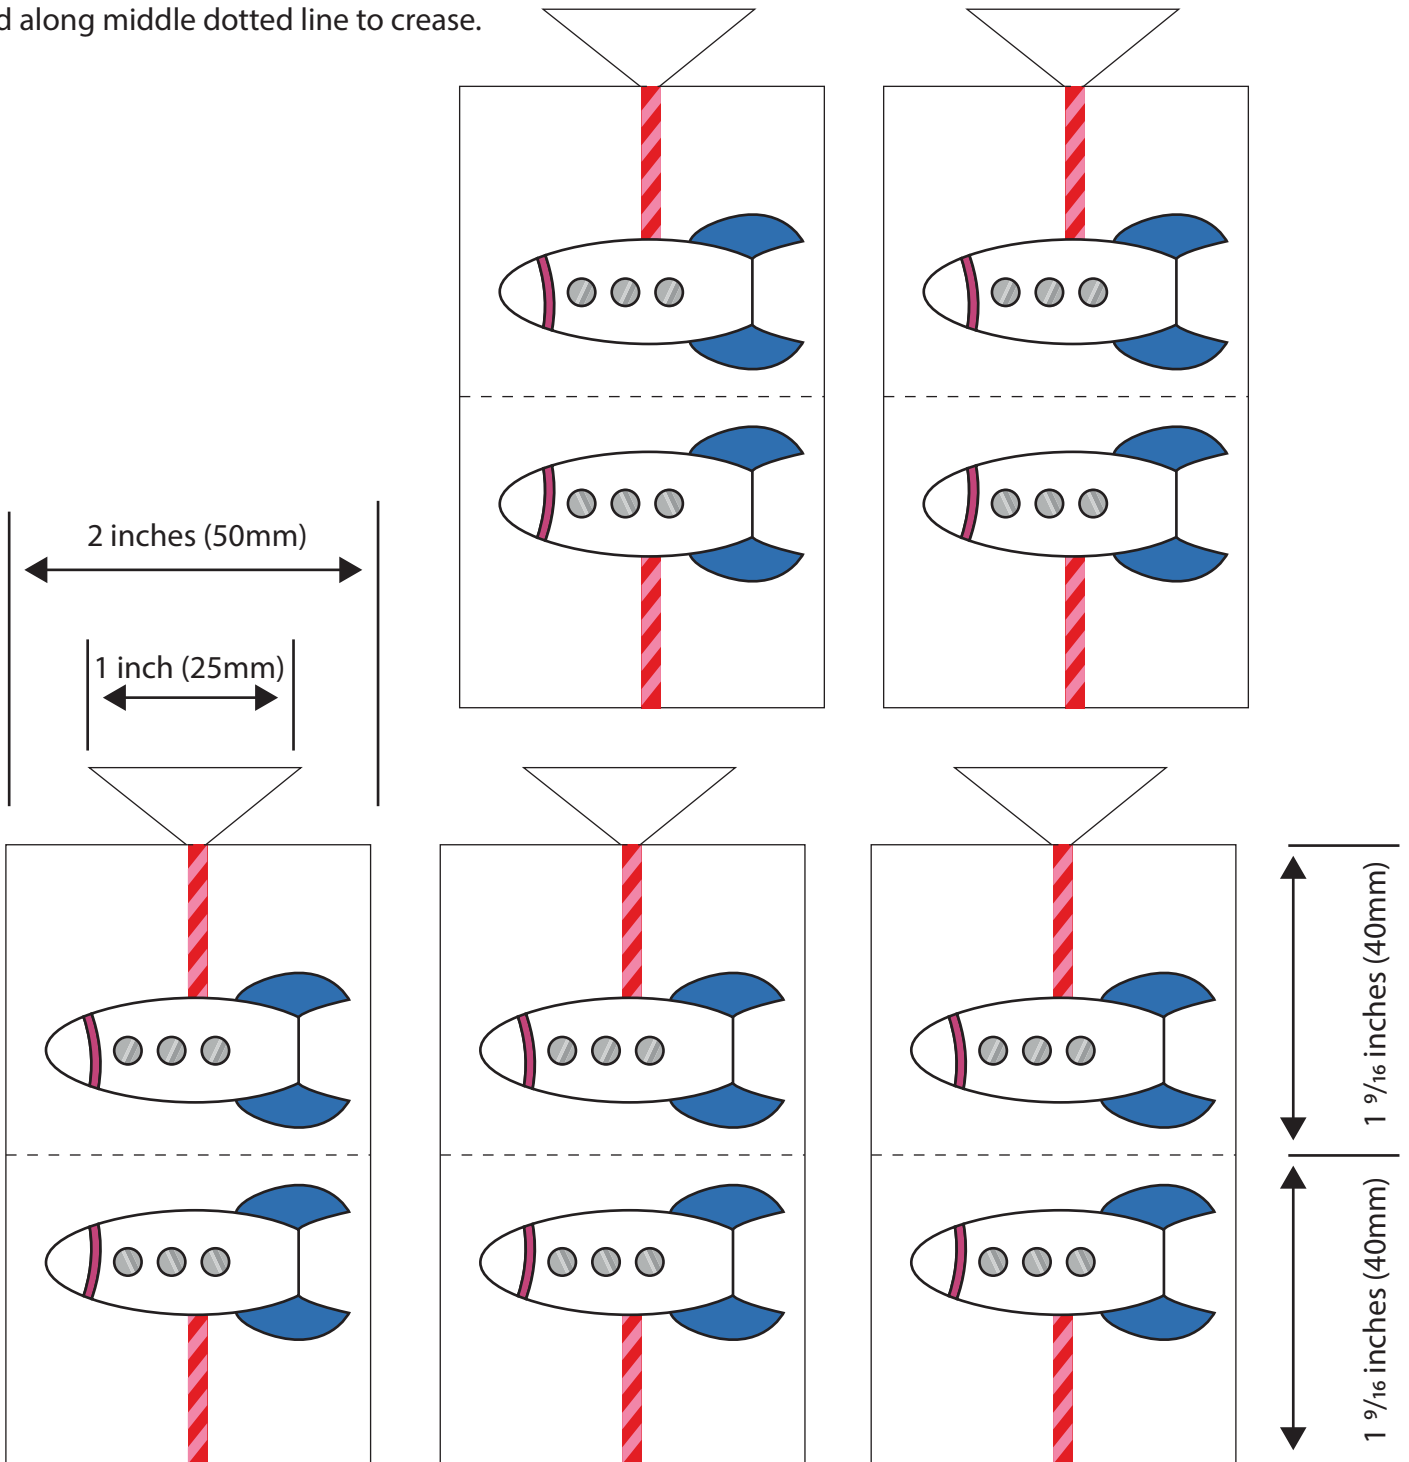 along middle dotted line to crease.
2 inches (50mm)
1 inch (25mm)
1 9/16 inches (40mm)
1 9/16 inches (40mm)